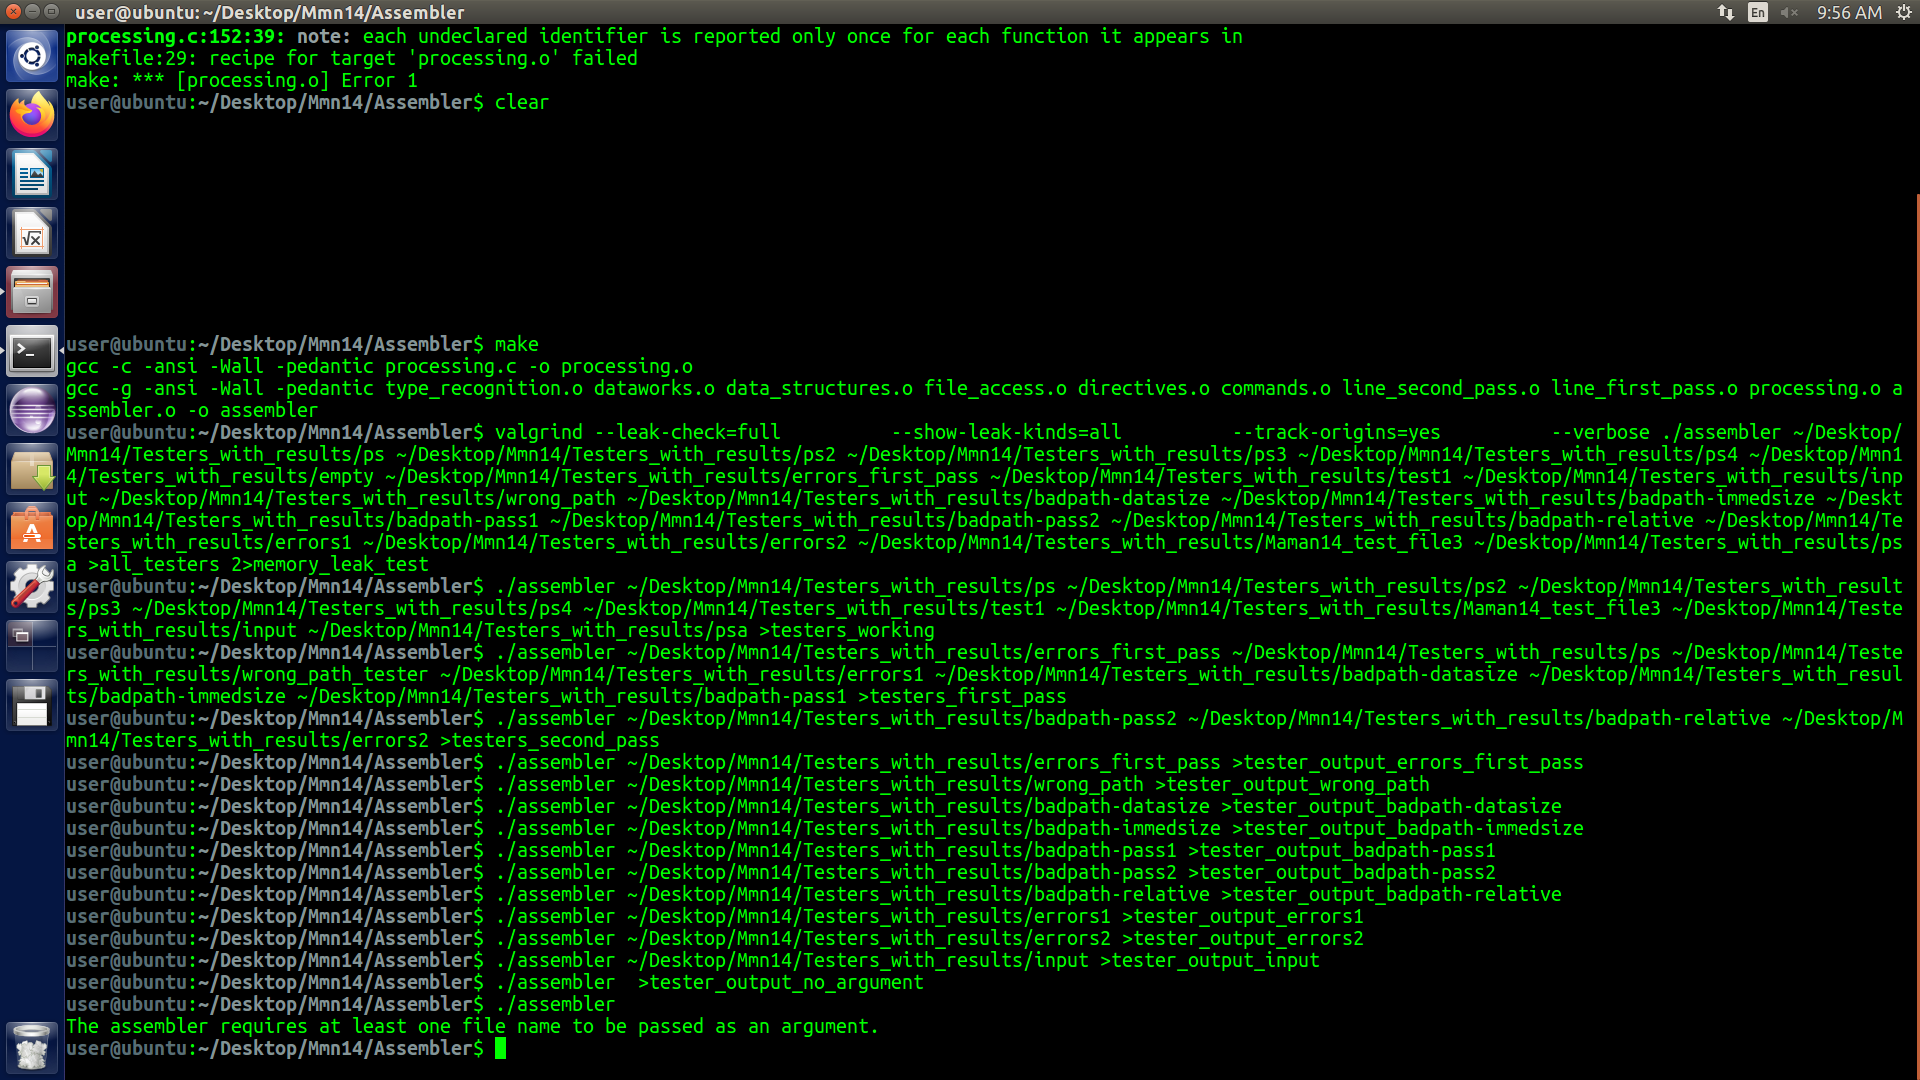 user@ubuntu: ~/Desktop/Mmn14/Assembler
En
9:56 AM
processing.c:152:39: note: each undeclared identifier is reported only once for each function it appears in
makefile:29: recipe for target 'processing.o' failed
make: *** [processing.o] Error 1
user@ubuntu:~/Desktop/Mmn14/Assembler$ clear
user@ubuntu:~/Desktop/Mmn14/Assembler$ make
gcc -c -ansi -Wall -pedantic processing.c -o processing.o
gcc -g -ansi -Wall -pedantic type_recognition.o dataworks.o data_structures.o file_access.o directives.o commands.o line_second_pass.o line_first_pass.o processing.o a
ssembler.o -o assembler
user@ubuntu:~/Desktop/Mmn14/Assembler$ valgrind --leak-check=full          --show-leak-kinds=all          --track-origins=yes          --verbose ./assembler ~/Desktop/
Mmn14/Testers_with_results/ps ~/Desktop/Mmn14/Testers_with_results/ps2 ~/Desktop/Mmn14/Testers_with_results/ps3 ~/Desktop/Mmn14/Testers_with_results/ps4 ~/Desktop/Mmn1
4/Testers_with_results/empty ~/Desktop/Mmn14/Testers_with_results/errors_first_pass ~/Desktop/Mmn14/Testers_with_results/test1 ~/Desktop/Mmn14/Testers_with_results/inp
ut ~/Desktop/Mmn14/Testers_with_results/wrong_path ~/Desktop/Mmn14/Testers_with_results/badpath-datasize ~/Desktop/Mmn14/Testers_with_results/badpath-immedsize ~/Deskt
op/Mmn14/Testers_with_results/badpath-pass1 ~/Desktop/Mmn14/Testers_with_results/badpath-pass2 ~/Desktop/Mmn14/Testers_with_results/badpath-relative ~/Desktop/Mmn14/Te
sters_with_results/errors1 ~/Desktop/Mmn14/Testers_with_results/errors2 ~/Desktop/Mmn14/Testers_with_results/Maman14_test_file3 ~/Desktop/Mmn14/Testers_with_results/ps
a >all_testers 2>memory_leak_test
user@ubuntu:~/Desktop/Mmn14/Assembler$ ./assembler ~/Desktop/Mmn14/Testers_with_results/ps ~/Desktop/Mmn14/Testers_with_results/ps2 ~/Desktop/Mmn14/Testers_with_result
s/ps3 ~/Desktop/Mmn14/Testers_with_results/ps4 ~/Desktop/Mmn14/Testers_with_results/test1 ~/Desktop/Mmn14/Testers_with_results/Maman14_test_file3 ~/Desktop/Mmn14/Teste
rs_with_results/input ~/Desktop/Mmn14/Testers_with_results/psa >testers_working
user@ubuntu:~/Desktop/Mmn14/Assembler$ ./assembler ~/Desktop/Mmn14/Testers_with_results/errors_first_pass ~/Desktop/Mmn14/Testers_with_results/ps ~/Desktop/Mmn14/Teste
rs_with_results/wrong_path_tester ~/Desktop/Mmn14/Testers_with_results/errors1 ~/Desktop/Mmn14/Testers_with_results/badpath-datasize ~/Desktop/Mmn14/Testers_with_resul
ts/badpath-immedsize ~/Desktop/Mmn14/Testers_with_results/badpath-pass1 >testers_first_pass
user@ubuntu:~/Desktop/Mmn14/Assembler$ ./assembler ~/Desktop/Mmn14/Testers_with_results/badpath-pass2 ~/Desktop/Mmn14/Testers_with_results/badpath-relative ~/Desktop/M
mn14/Testers_with_results/errors2 >testers_second_pass
user@ubuntu:~/Desktop/Mmn14/Assembler$ ./assembler ~/Desktop/Mmn14/Testers_with_results/errors_first_pass >tester_output_errors_first_pass
user@ubuntu:~/Desktop/Mmn14/Assembler$ ./assembler ~/Desktop/Mmn14/Testers_with_results/wrong_path >tester_output_wrong_path
user@ubuntu:~/Desktop/Mmn14/Assembler$ ./assembler ~/Desktop/Mmn14/Testers_with_results/badpath-datasize >tester_output_badpath-datasize
user@ubuntu:~/Desktop/Mmn14/Assembler$ ./assembler ~/Desktop/Mmn14/Testers_with_results/badpath-immedsize >tester_output_badpath-immedsize
user@ubuntu:~/Desktop/Mmn14/Assembler$ ./assembler ~/Desktop/Mmn14/Testers_with_results/badpath-pass1 >tester_output_badpath-pass1
user@ubuntu:~/Desktop/Mmn14/Assembler$ ./assembler ~/Desktop/Mmn14/Testers_with_results/badpath-pass2 >tester_output_badpath-pass2
user@ubuntu:~/Desktop/Mmn14/Assembler$ ./assembler ~/Desktop/Mmn14/Testers_with_results/badpath-relative >tester_output_badpath-relative
user@ubuntu:~/Desktop/Mmn14/Assembler$ ./assembler ~/Desktop/Mmn14/Testers_with_results/errors1 >tester_output_errors1
user@ubuntu:~/Desktop/Mmn14/Assembler$ ./assembler ~/Desktop/Mmn14/Testers_with_results/errors2 >tester_output_errors2
user@ubuntu:~/Desktop/Mmn14/Assembler$ ./assembler ~/Desktop/Mmn14/Testers_with_results/input >tester_output_input
user@ubuntu:~/Desktop/Mmn14/Assembler$ ./assembler  >tester_output_no_argument
user@ubuntu:~/Desktop/Mmn14/Assembler$ ./assembler
The assembler requires at least one file name to be passed as an argument.
user@ubuntu:~/Desktop/Mmn14/Assembler$